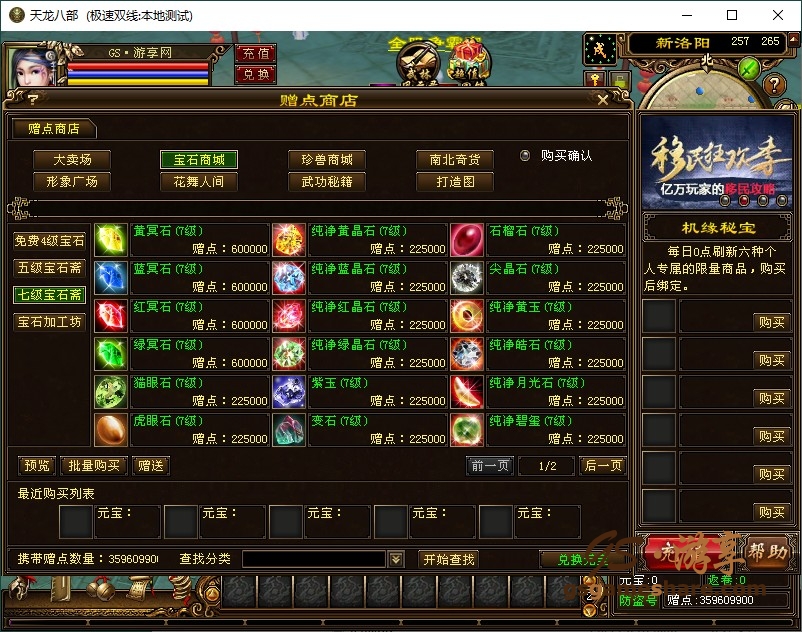 天龙八部 (极速双线:本地测试)
GS·游享网
充值
兑换
新洛阳 257 265
北
赠点商店
赠点商店
大卖场 宝石商城 珍兽商城 南北奇货 购买确认
形象广场 花舞人间 武功秘籍 打造图
免费4级宝石
五级宝石斋
七级宝石斋
宝石加工坊
黄冥石(7级) 纯净黄晶石(7级) 石榴石(7级)
赠点：600000 赠点：225000 赠点：225000
蓝冥石(7级) 纯净蓝晶石(7级) 尖晶石(7级)
赠点：600000 赠点：225000 赠点：225000
红冥石(7级) 纯净红晶石(7级) 纯净黄玉(7级)
赠点：600000 赠点：225000 赠点：225000
绿冥石(7级) 纯净绿晶石(7级) 纯净皓石(7级)
赠点：600000 赠点：225000 赠点：225000
猫眼石(7级) 紫玉(7级) 纯净月光石(7级)
赠点：225000 赠点：225000 赠点：225000
虎眼石(7级) 变石(7级) 纯净碧玺(7级)
赠点：225000 赠点：225000 赠点：225000
预览 批量购买 赠送 前一页 1/2 后一页
最近购买列表
元宝： 元宝： 元宝： 元宝： 元宝：
携带赠点数量：359609900 查找分类 开始查找
移民狂欢季
亿万玩家的移民攻略
机缘秘宝
每日0点刷新六种个
人专属的限量商品，购买
后绑定。
购买
购买
购买
购买
购买
购买
帮助
元宝:0
防盗号 赠点:359609900